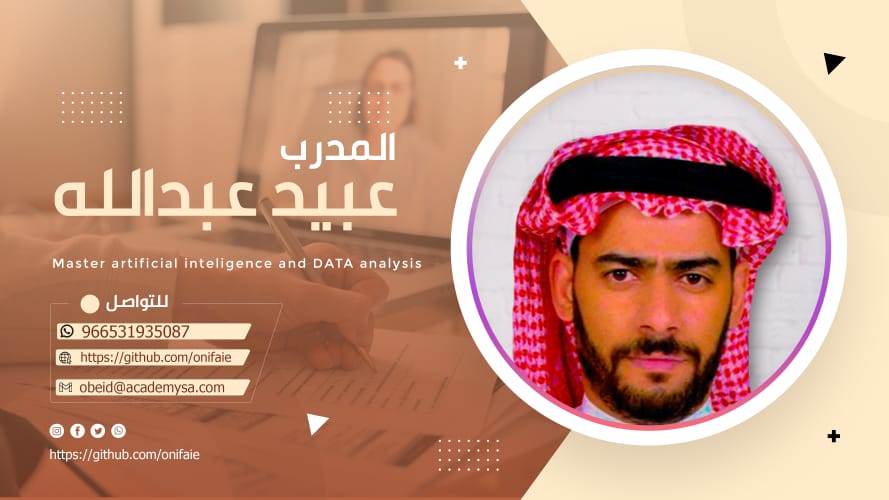 المدرب
عبيد عبدالله
Master artificial inteligence and DATA analysis
للتواصل
966531935087
https://github.com/onifaie
obeid@academysa.com
https://github.com/onifaie